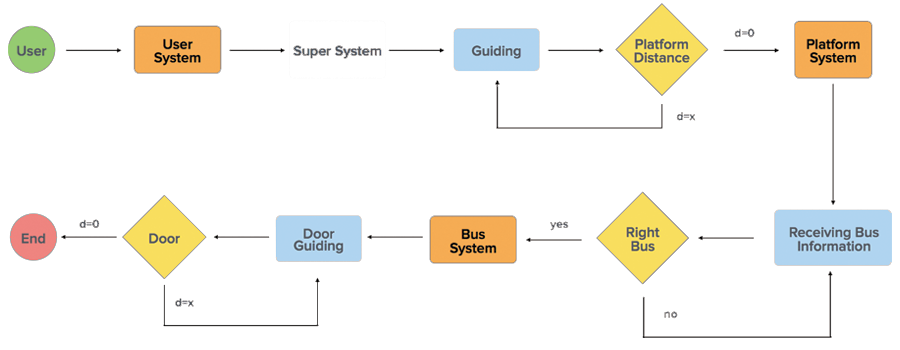 User
User
System
Super System
Guiding
Platform
Distance
d=0
Platform
System
d=x
End
d=0
Door
d=x
Door
Guiding
Bus
System
yes
Right
Bus
no
Receiving Bus
Information